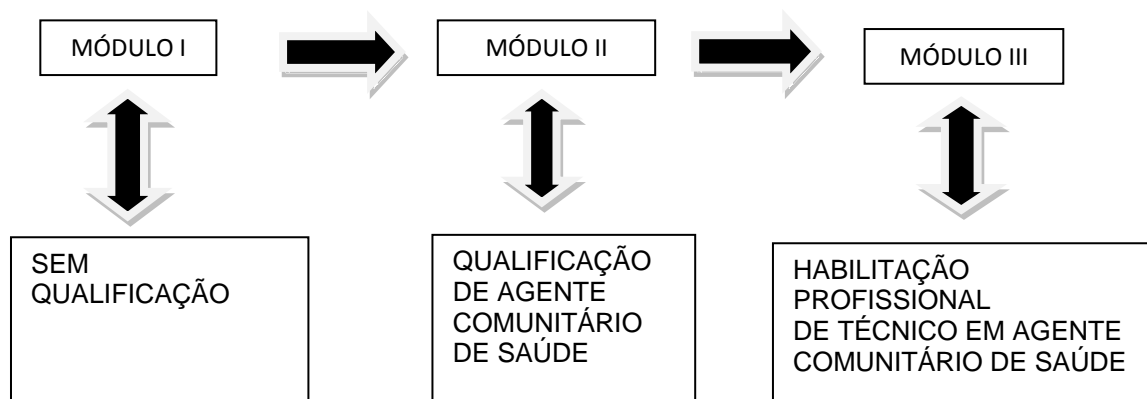 MÓDULO I
MÓDULO II
MÓDULO III
SEM
QUALIFICAÇÃO
QUALIFICAÇÃO
DE AGENTE
COMUNITÁRIO
DE SAÚDE
HABILITAÇÃO
PROFISSIONAL
DE TÉCNICO EM AGENTE
COMUNITÁRIO DE SAÚDE